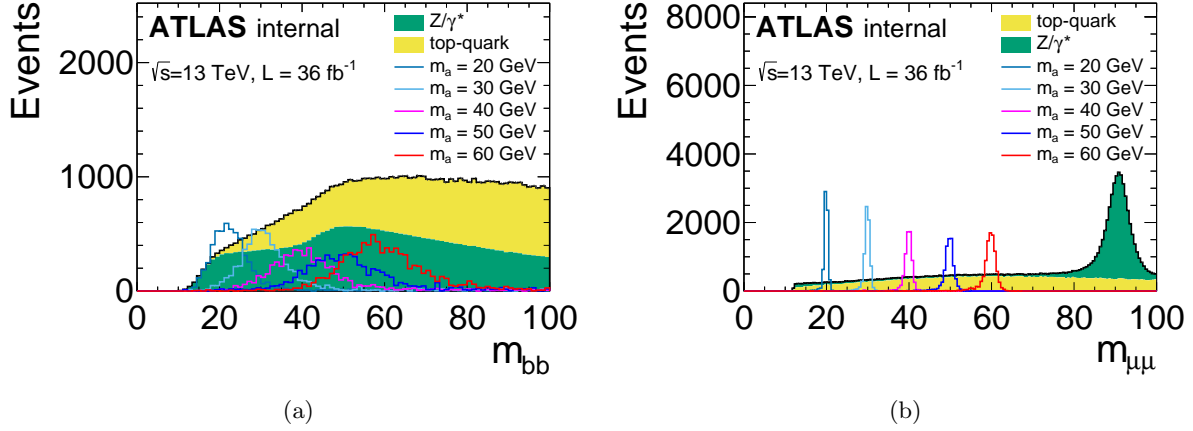 ATLAS internal
√s=13 TeV, L = 36 fb⁻¹
Z/γ*
top-quark
mₐ = 20 GeV
mₐ = 30 GeV
mₐ = 40 GeV
mₐ = 50 GeV
mₐ = 60 GeV
Events
2000
1000
0
0 20 40 60 80 100
m_bb
(a)
ATLAS internal
√s=13 TeV, L = 36 fb⁻¹
top-quark
Z/γ*
mₐ = 20 GeV
mₐ = 30 GeV
mₐ = 40 GeV
mₐ = 50 GeV
mₐ = 60 GeV
Events
8000
6000
4000
2000
0
0 20 40 60 80 100
m_μμ
(b)